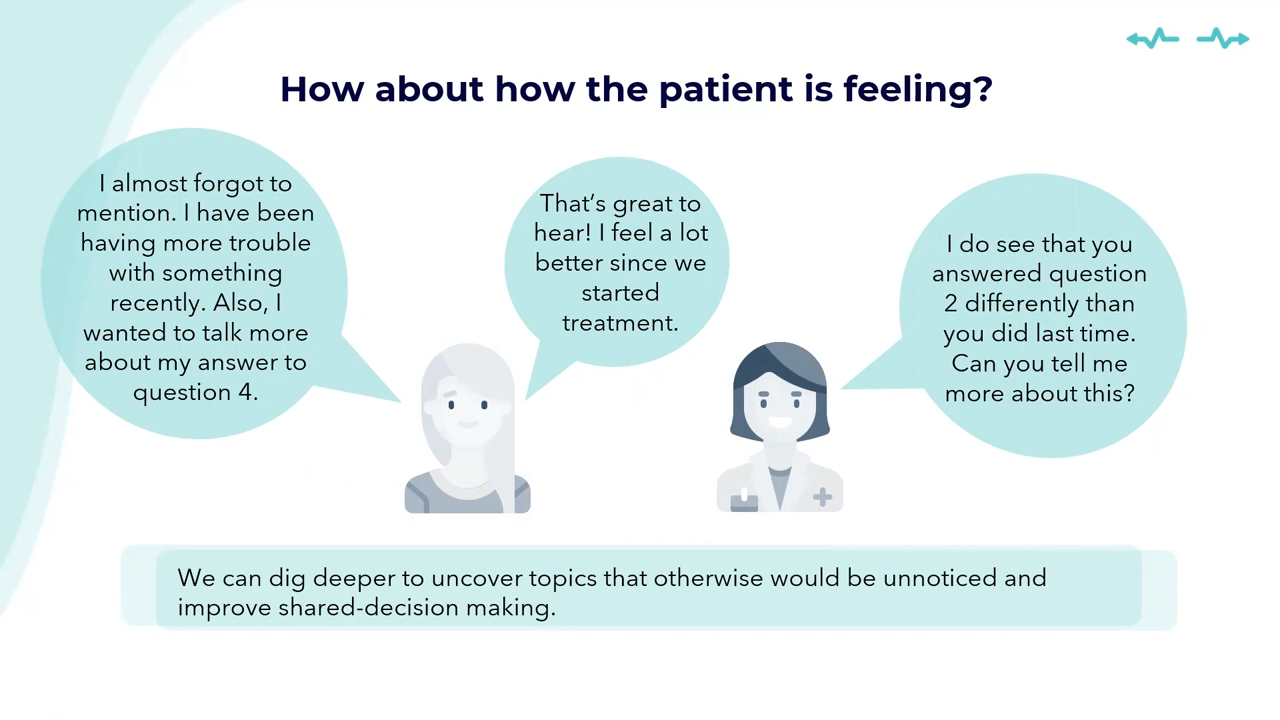 How about how the patient is feeling?
I almost forgot to
mention. I have been
having more trouble
with something
recently. Also, I
wanted to talk more
about my answer to
question 4.
That's great to
hear! I feel a lot
better since we
started
treatment.
I do see that you
answered question
2 differently than
you did last time.
Can you tell me
more about this?
We can dig deeper to uncover topics that otherwise would be unnoticed and
improve shared-decision making.